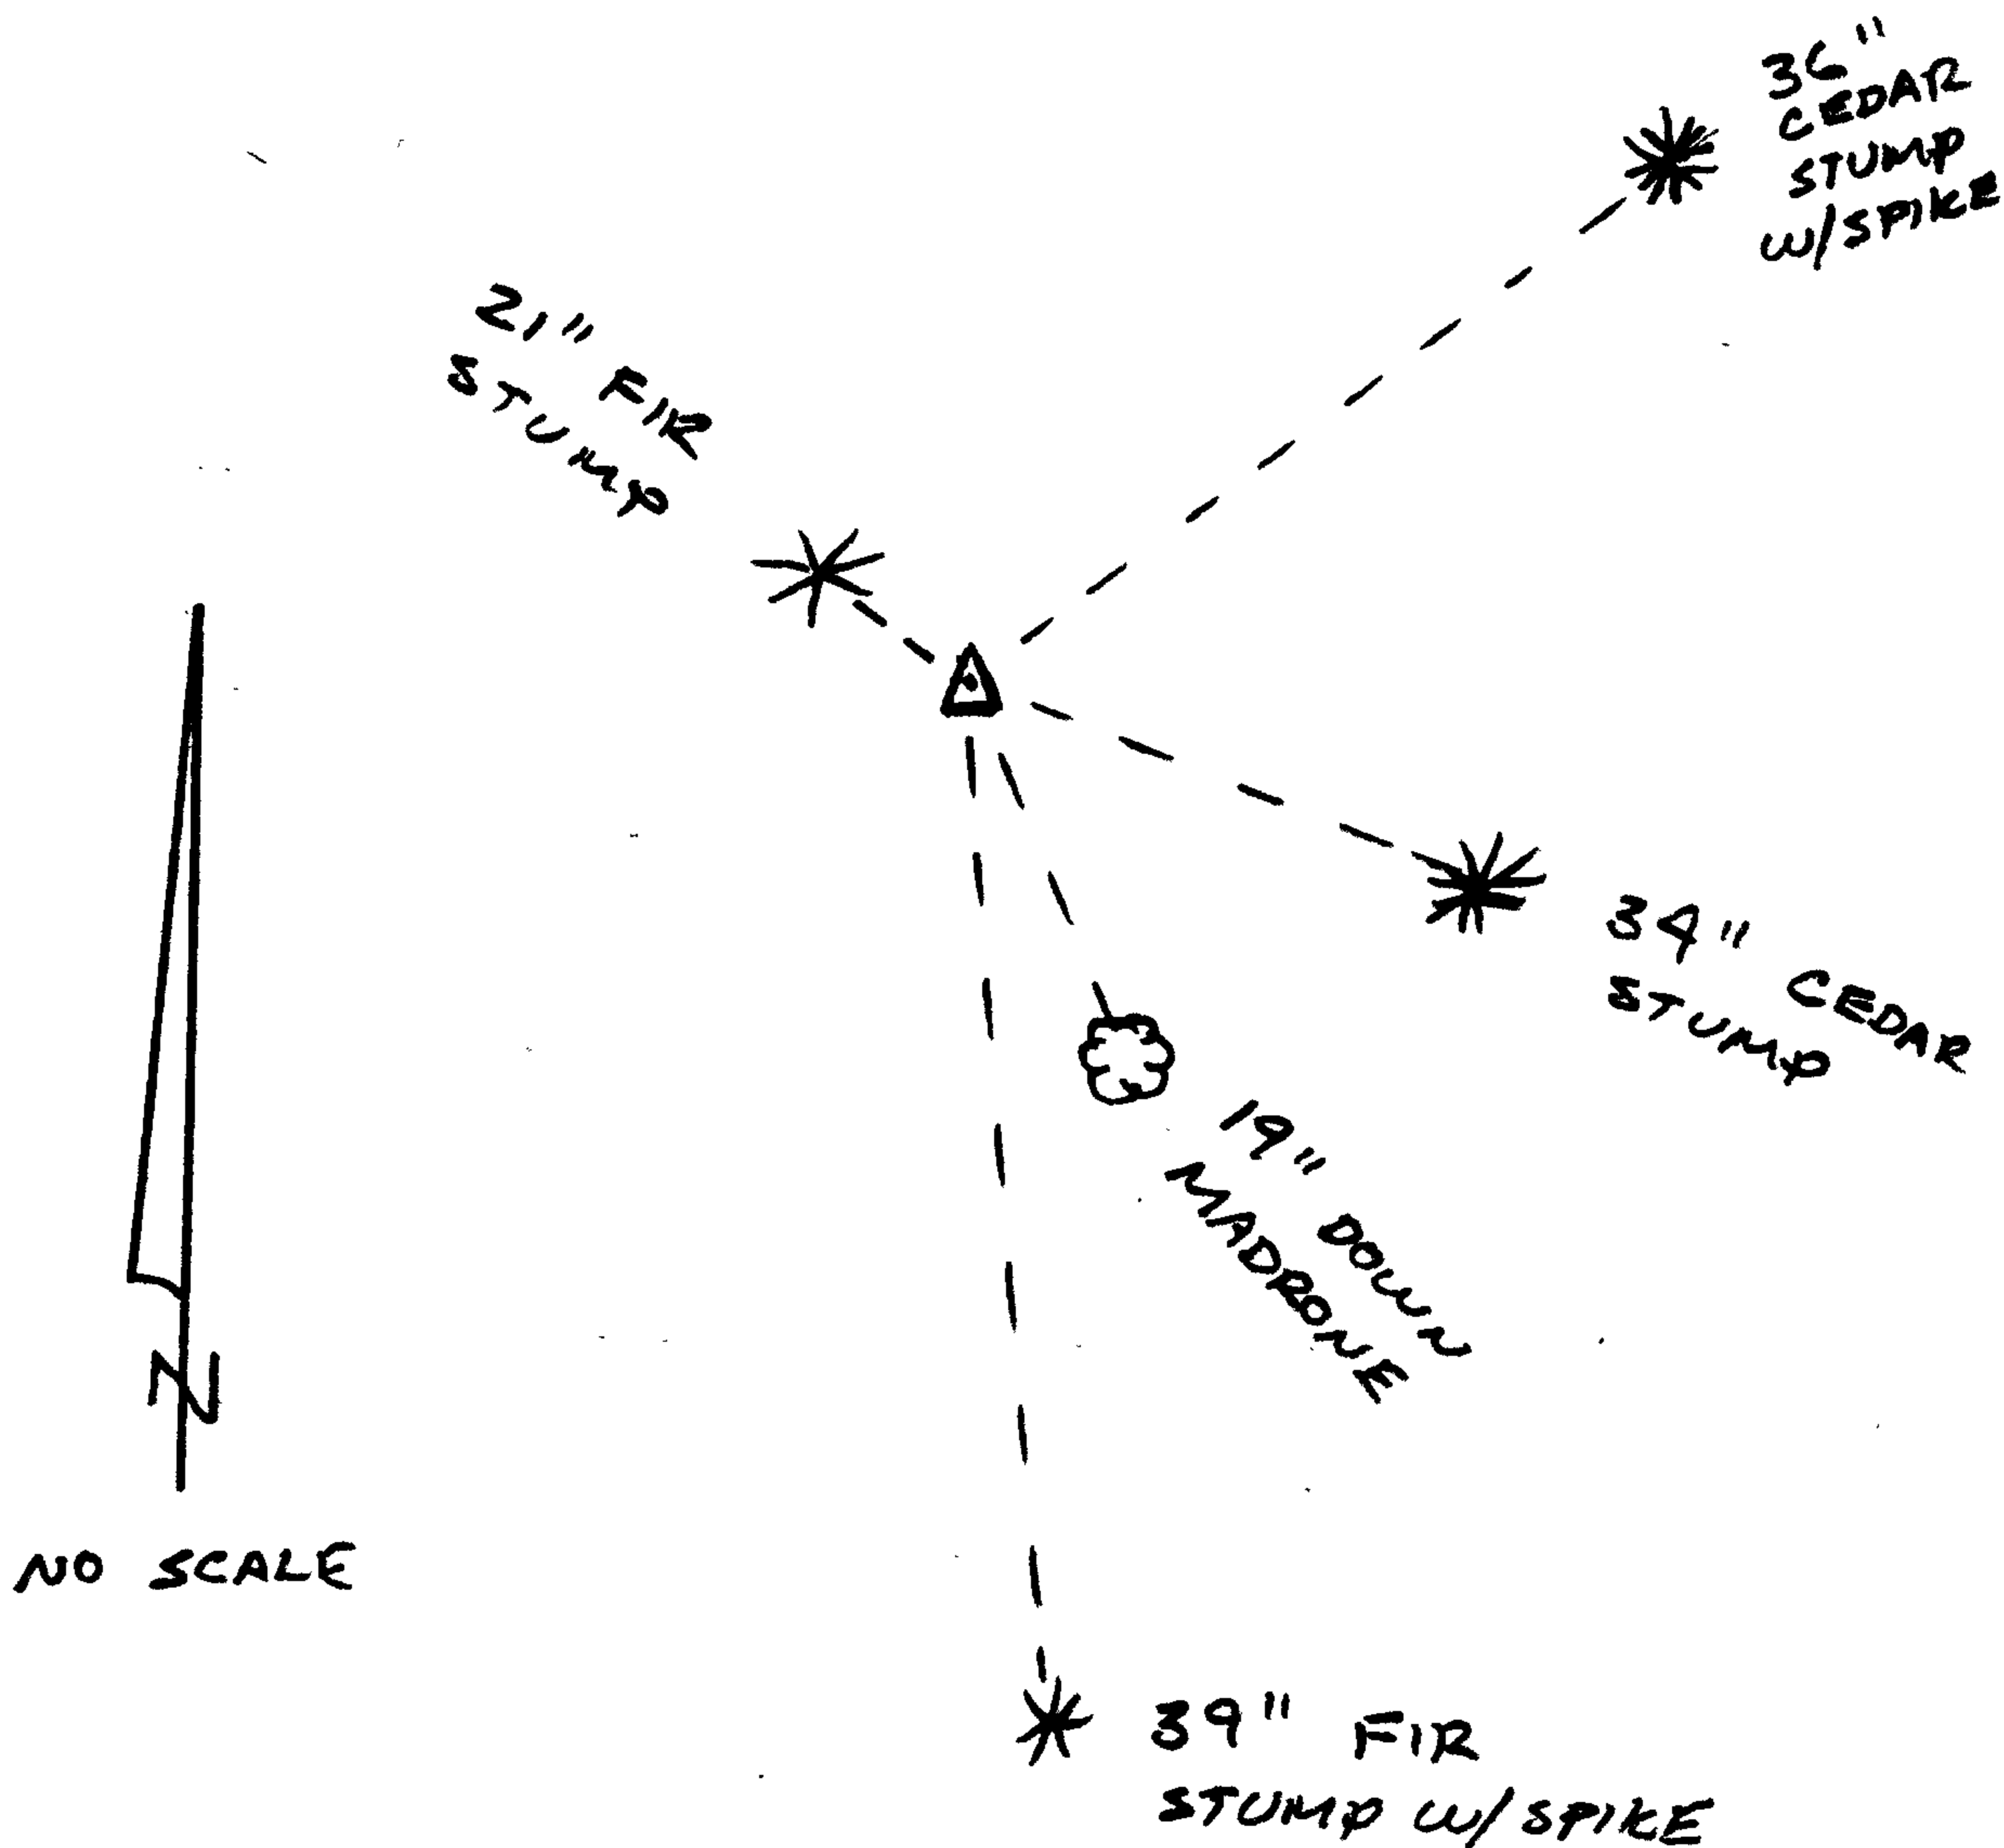 36"
CEDAR
STUMP
W/SPIKE
21" FIR
STUMP
34" CEDAR
STUMP
19" DOWN
MADRONE
N
NO SCALE
39" FIR
STUMP W/SPIKE